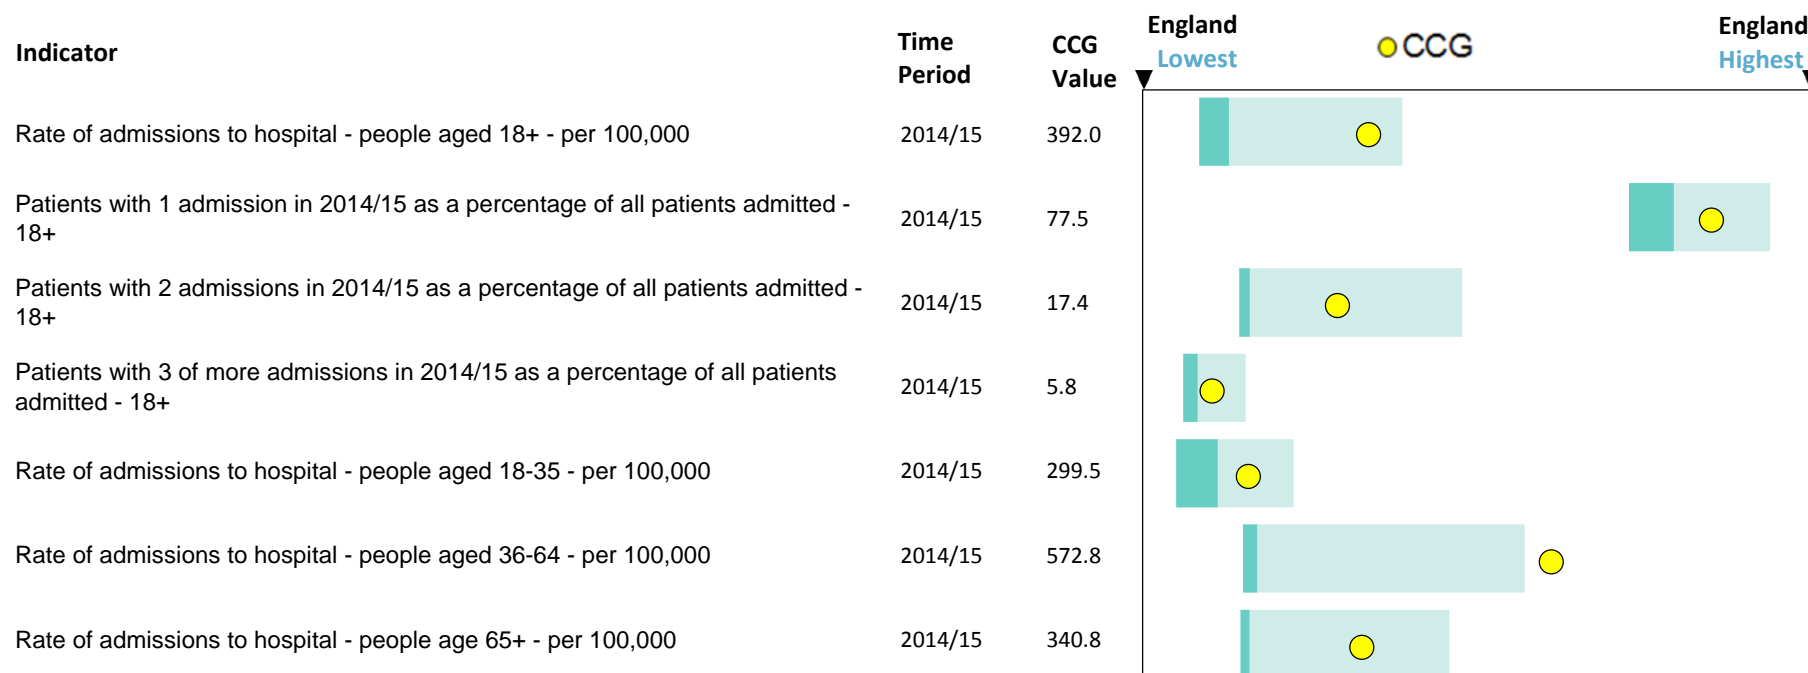 Indicator
Time
Period
CCG
Value
England
Lowest
CCG
England
Highest
Rate of admissions to hospital - people aged 18+ - per 100,000 2014/15 392.0
Patients with 1 admission in 2014/15 as a percentage of all patients admitted -
18+ 2014/15 77.5
Patients with 2 admissions in 2014/15 as a percentage of all patients admitted -
18+ 2014/15 17.4
Patients with 3 of more admissions in 2014/15 as a percentage of all patients
admitted - 18+ 2014/15 5.8
Rate of admissions to hospital - people aged 18-35 - per 100,000 2014/15 299.5
Rate of admissions to hospital - people aged 36-64 - per 100,000 2014/15 572.8
Rate of admissions to hospital - people age 65+ - per 100,000 2014/15 340.8